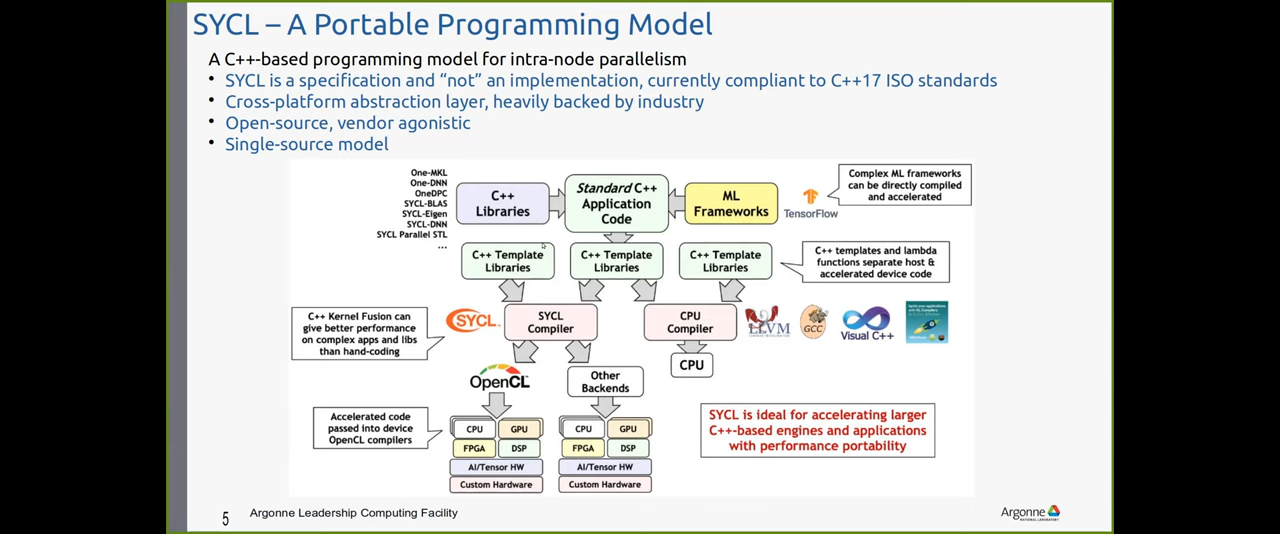 SYCL – A Portable Programming Model
A C++-based programming model for intra-node parallelism
• SYCL is a specification and “not” an implementation, currently compliant to C++17 ISO standards
• Cross-platform abstraction layer, heavily backed by industry
• Open-source, vendor agonistic
• Single-source model
One-MKL
One-DNN
OneDPC
SYCL-BLAS
SYCL-Eigen
SYCL-DNN
SYCL Parallel STL
...
C++
Libraries
Standard C++
Application
Code
ML
Frameworks
TensorFlow
Complex ML frameworks
can be directly compiled
and accelerated
C++ Template
Libraries
C++ Template
Libraries
C++ Template
Libraries
C++ templates and lambda
functions separate host &
accelerated device code
C++ Kernel Fusion can
give better performance
on complex apps and libs
than hand-coding
SYCL
SYCL
Compiler
CPU
Compiler
LLVM
GCC
Visual C++
CPU
OpenCL
Other
Backends
Accelerated code
passed into device
OpenCL compilers
CPU
GPU
FPGA
DSP
AI/Tensor HW
Custom Hardware
CPU
GPU
FPGA
DSP
AI/Tensor HW
Custom Hardware
SYCL is ideal for accelerating larger
C++-based engines and applications
with performance portability
5
Argonne Leadership Computing Facility
Argonne
NATIONAL LABORATORY